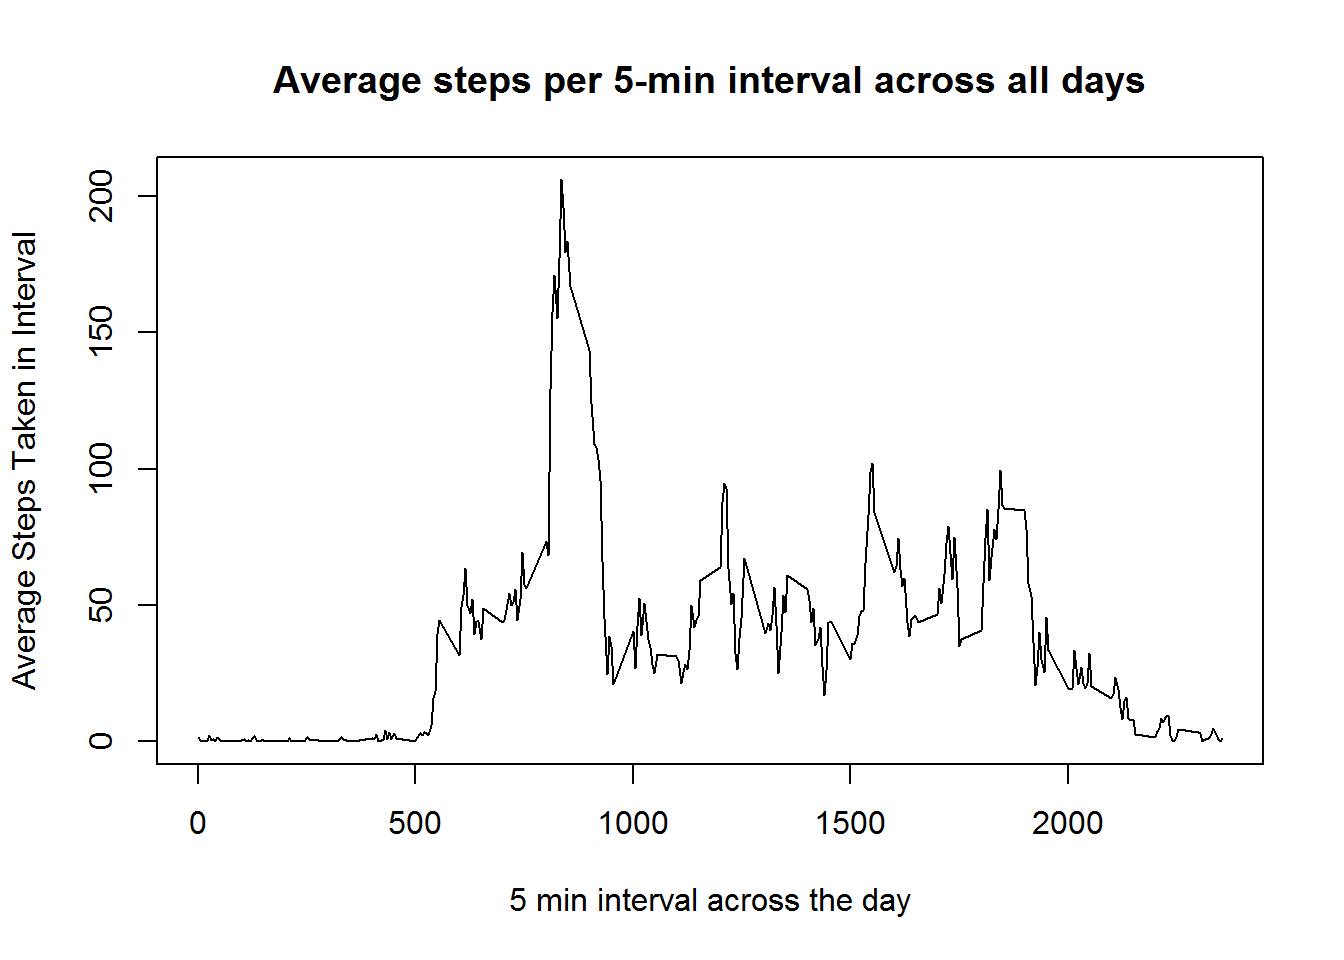 Average steps per 5-min interval across all days
Average Steps Taken in Interval
200
150
100
50
0
0 500 1000 1500 2000
5 min interval across the day